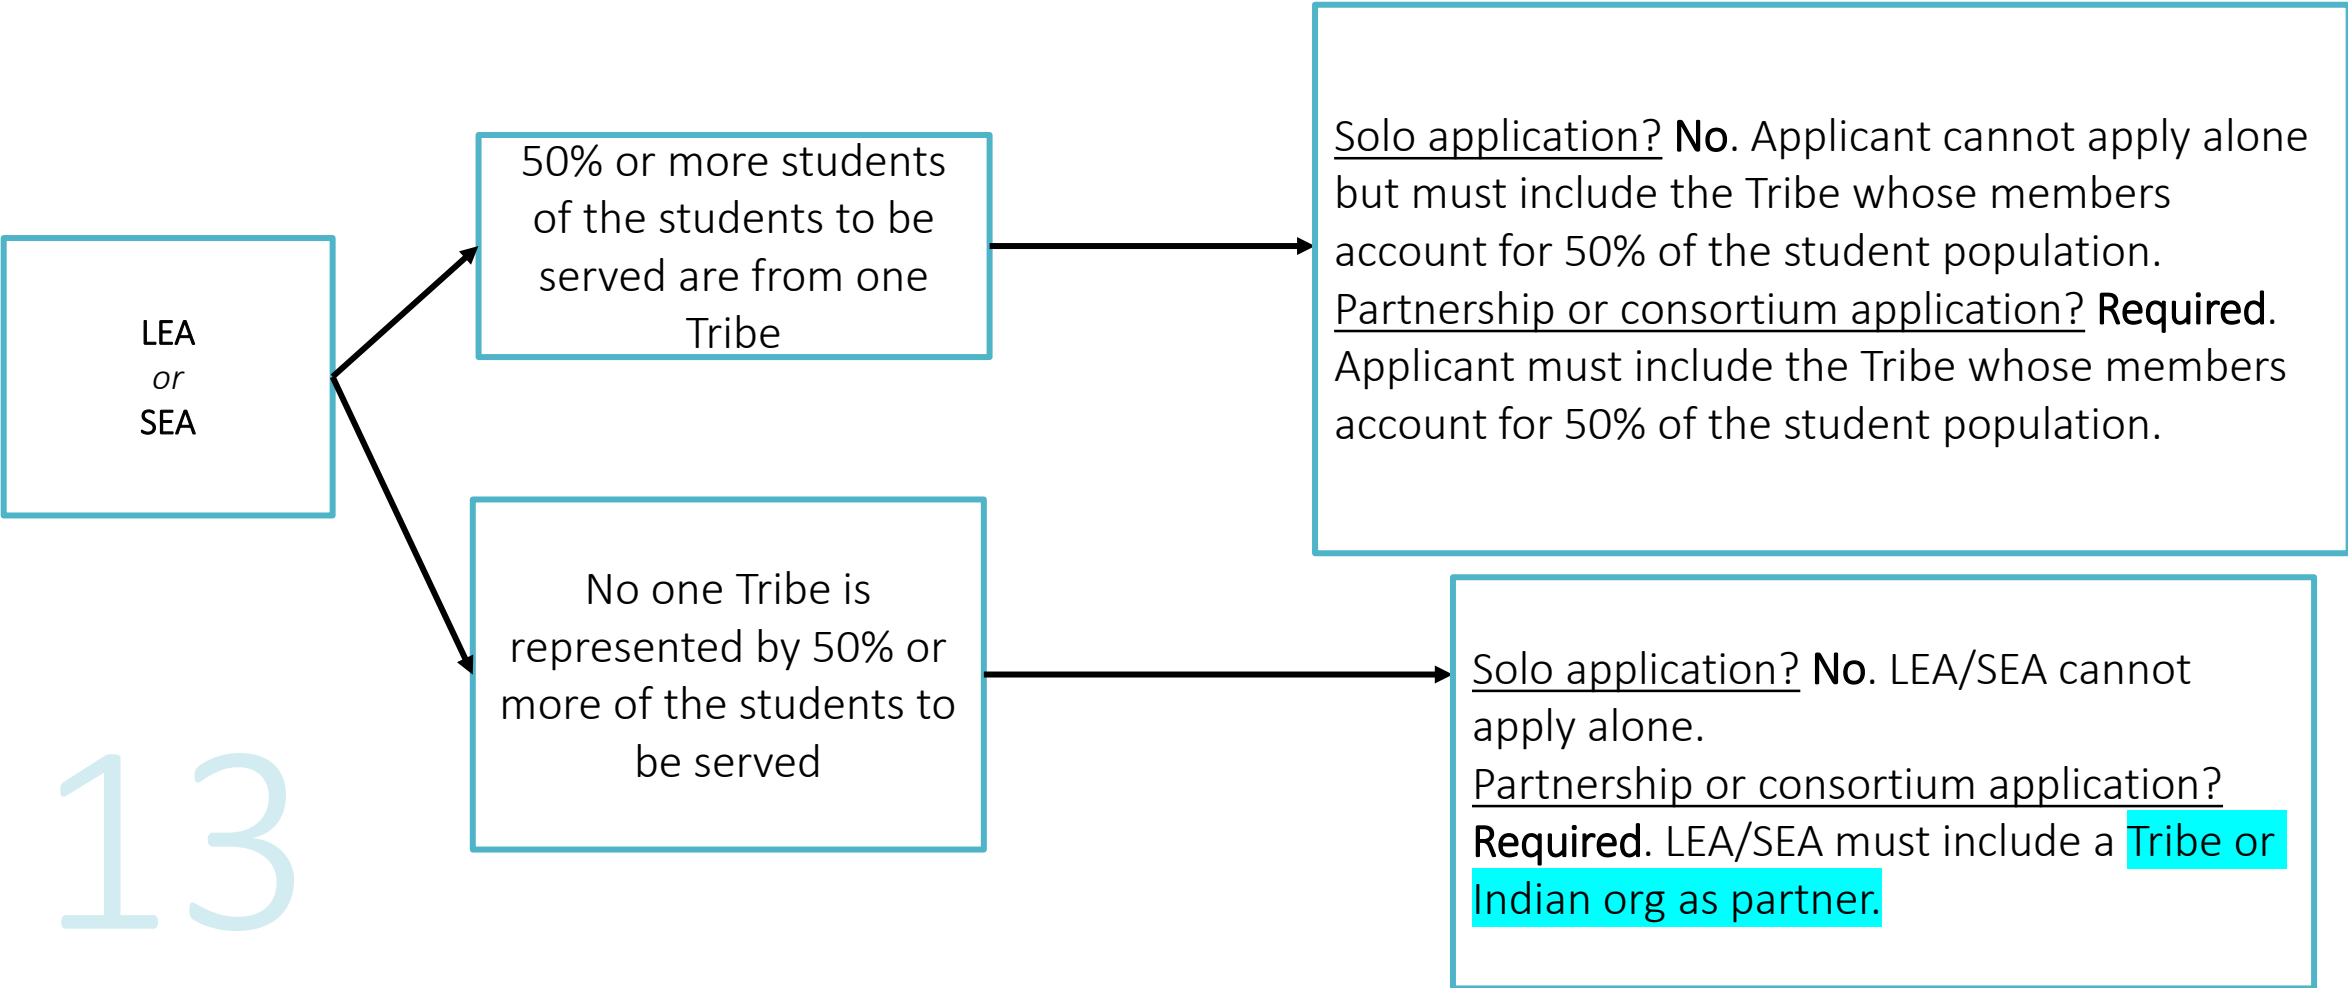 LEA
or
SEA
50% or more students
of the students to be
served are from one
Tribe
Solo application? No. Applicant cannot apply alone
but must include the Tribe whose members
account for 50% of the student population.
Partnership or consortium application? Required.
Applicant must include the Tribe whose members
account for 50% of the student population.
No one Tribe is
represented by 50% or
more of the students to
be served
Solo application? No. LEA/SEA cannot
apply alone.
Partnership or consortium application?
Required. LEA/SEA must include a Tribe or
Indian org as partner.
13